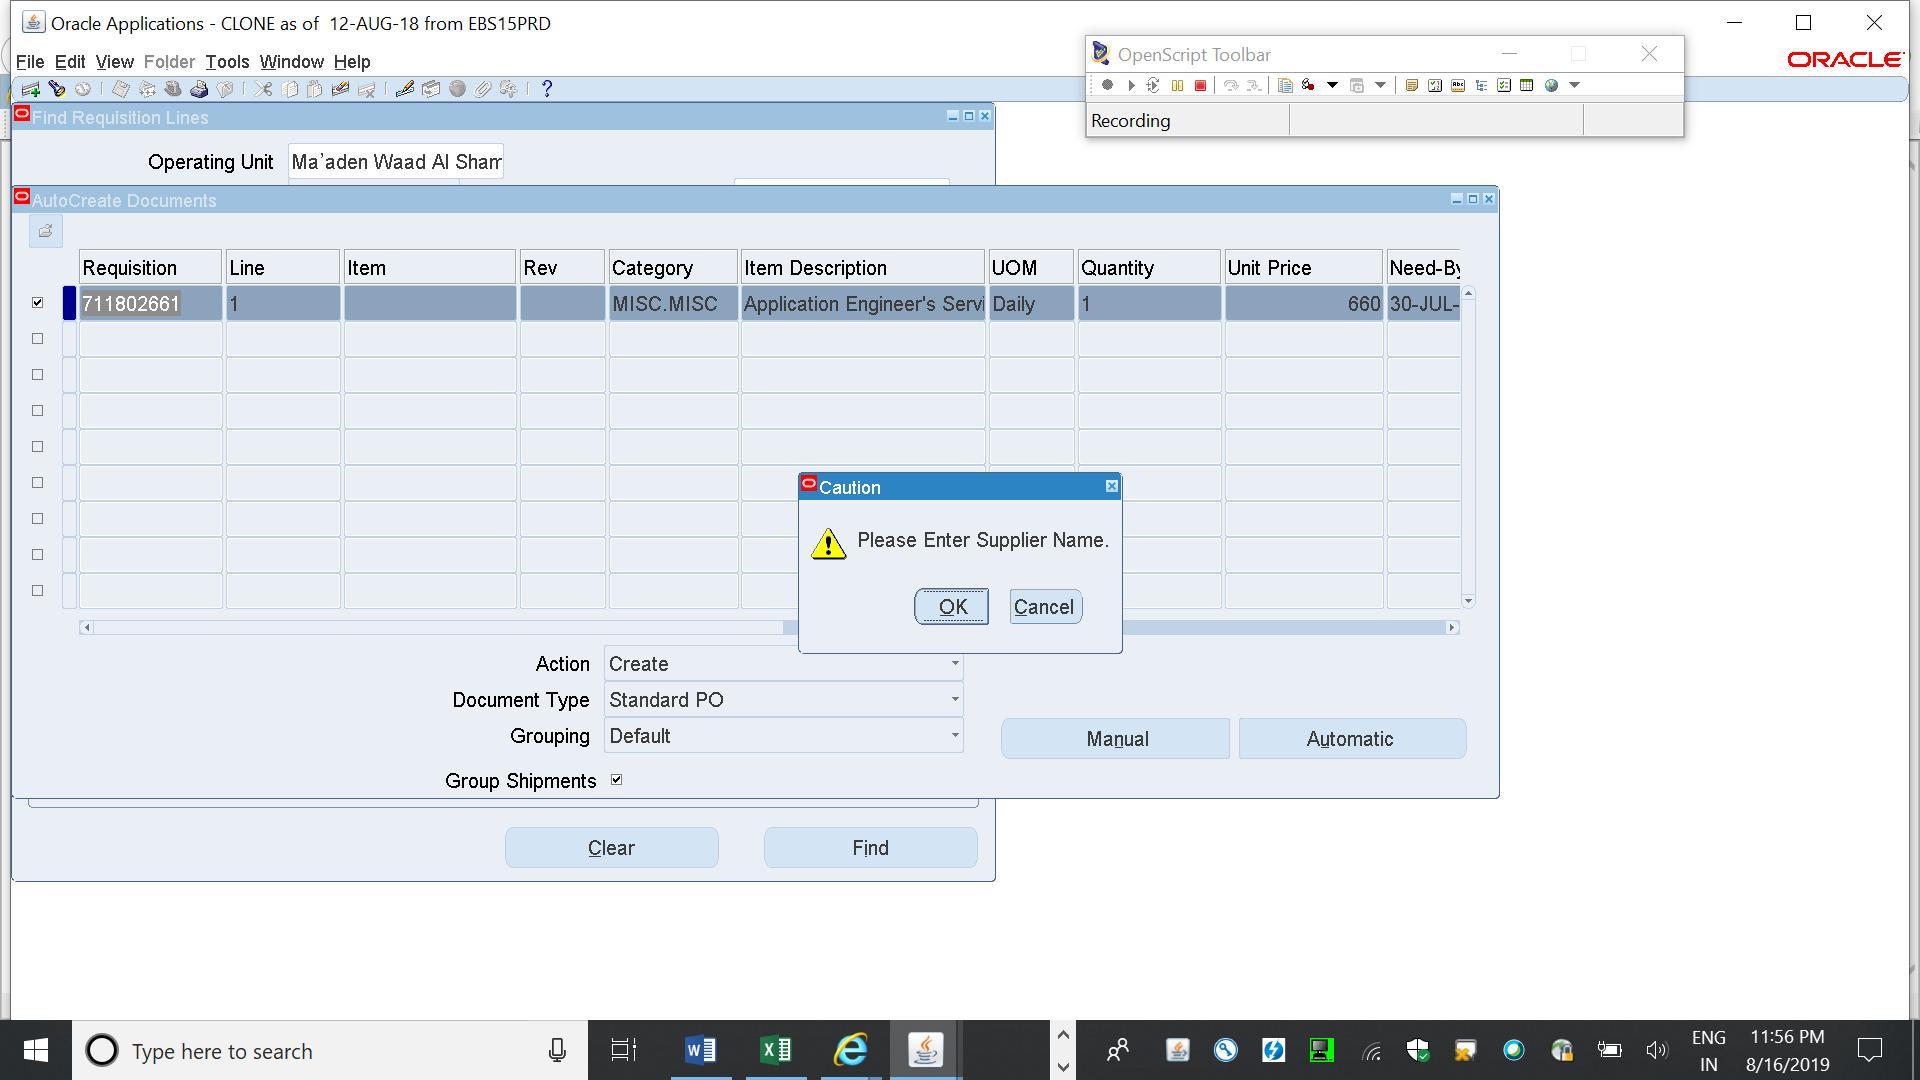 Oracle Applications - CLONE as of 12-AUG-18 from EBS15PRD
File Edit View Folder Tools Window Help
OpenScript Toolbar
ORACLE
Recording
Find Requisition Lines
Operating Unit Ma'aden Waad Al Sham
AutoCreate Documents
Requisition Line Item Rev Category Item Description UOM Quantity Unit Price Need-By
711802661 1 MISC.MISC Application Engineer's Servi Daily 1 660 30-JUL-
Caution
Please Enter Supplier Name.
OK Cancel
Action Create
Document Type Standard PO
Grouping Default
Manual Automatic
Group Shipments
Clear Find
Type here to search
ENG
IN
11:56 PM
8/16/2019